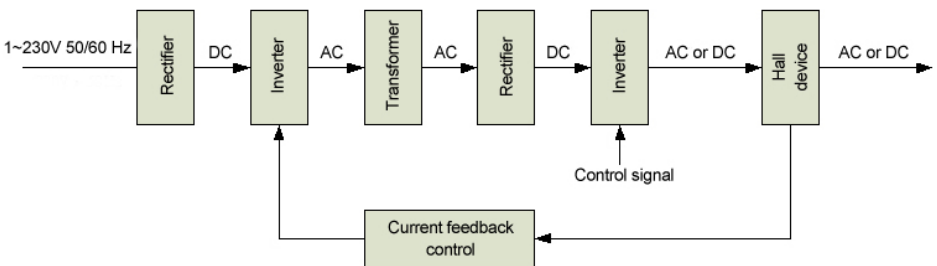 1~230V 50/60 Hz
Rectifier
DC
Inverter
AC
Transformer
AC
Rectifier
DC
Inverter
AC or DC
Hall
device
AC or DC
Control signal
Current feedback
control